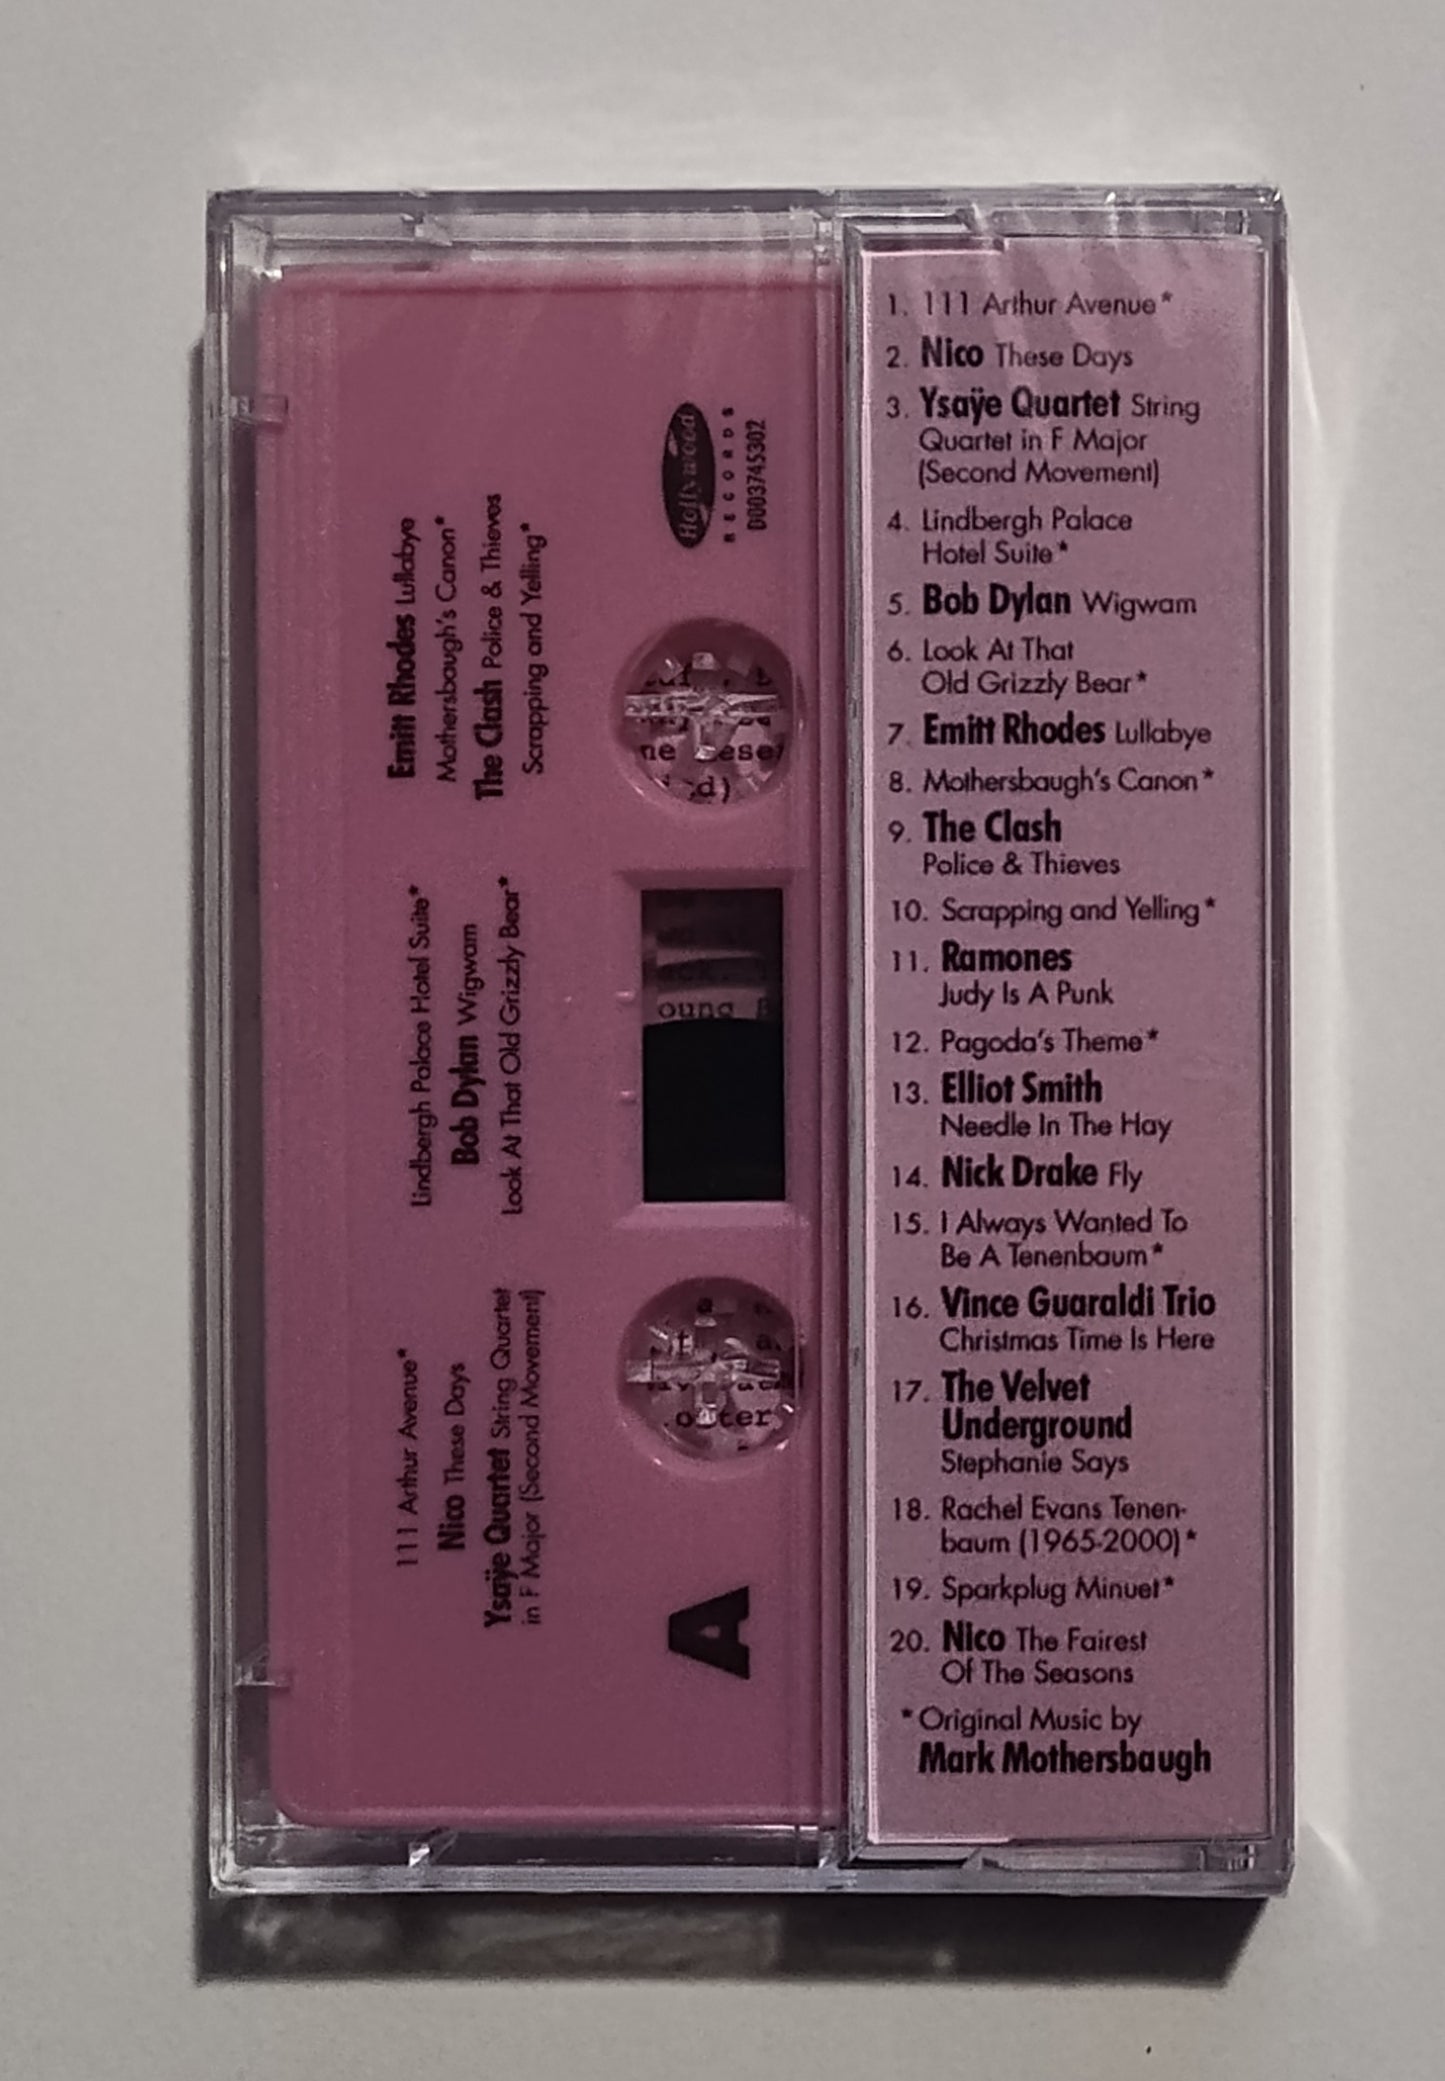 Emitt Rhodes Lullabye
Mothersbaugh's Canon*
The Clash Police & Thieves
Scrapping and Yelling*
Lindbergh Palace Hotel Suite*
Bob Dylan Wigwam
Look At That Old Grizzly Bear*
111 Arthur Avenue*
Nico These Days
Ysaÿe Quartet String Quartet
in F Major (Second Movement)
A
Hollywood
RECORDS
D003745302
oung
1. 111 Arthur Avenue*
2. Nico These Days
3. Ysaÿe Quartet String
Quartet in F Major
(Second Movement)
4. Lindbergh Palace
Hotel Suite*
5. Bob Dylan Wigwam
6. Look At That
Old Grizzly Bear*
7. Emitt Rhodes Lullabye
8. Mothersbaugh's Canon*
9. The Clash
Police & Thieves
10. Scrapping and Yelling*
11. Ramones
Judy Is A Punk
12. Pagoda's Theme*
13. Elliot Smith
Needle In The Hay
14. Nick Drake Fly
15. I Always Wanted To
Be A Tenenbaum*
16. Vince Guaraldi Trio
Christmas Time Is Here
17. The Velvet
Underground
Stephanie Says
18. Rachel Evans Tenen-
baum (1965-2000)*
19. Sparkplug Minuet*
20. Nico The Fairest
Of The Seasons
*Original Music by
Mark Mothersbaugh